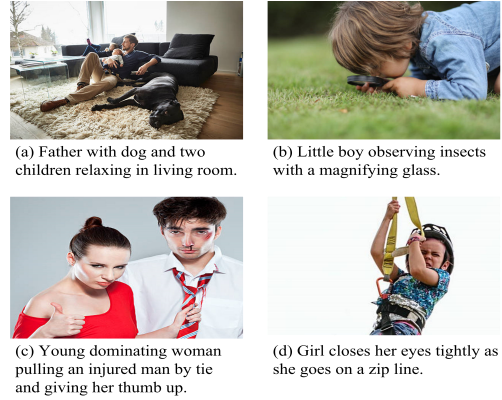 (a) Father with dog and two
children relaxing in living room.
(b) Little boy observing insects
with a magnifying glass.
(c) Young dominating woman
pulling an injured man by tie
and giving her thumb up.
(d) Girl closes her eyes tightly as
she goes on a zip line.